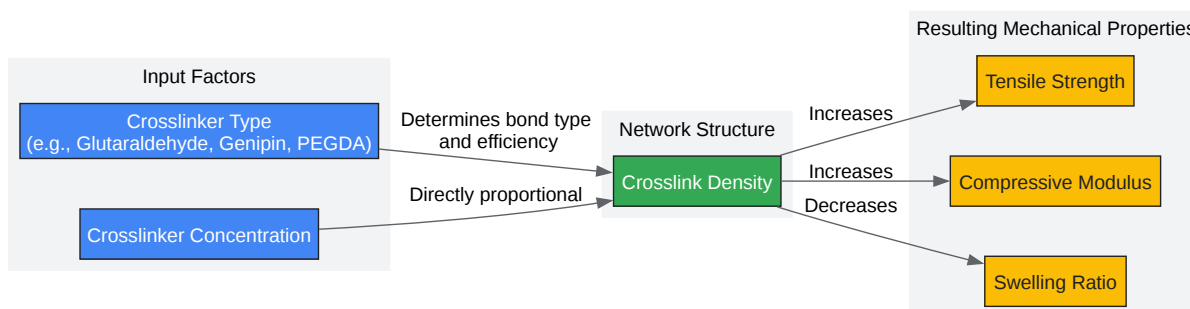 Input Factors
Crosslinker Type
(e.g., Glutaraldehyde, Genipin, PEGDA)
Crosslinker Concentration
Determines bond type
and efficiency
Directly proportional
Network Structure
Crosslink Density
Increases
Increases
Decreases
Resulting Mechanical Properties
Tensile Strength
Compressive Modulus
Swelling Ratio